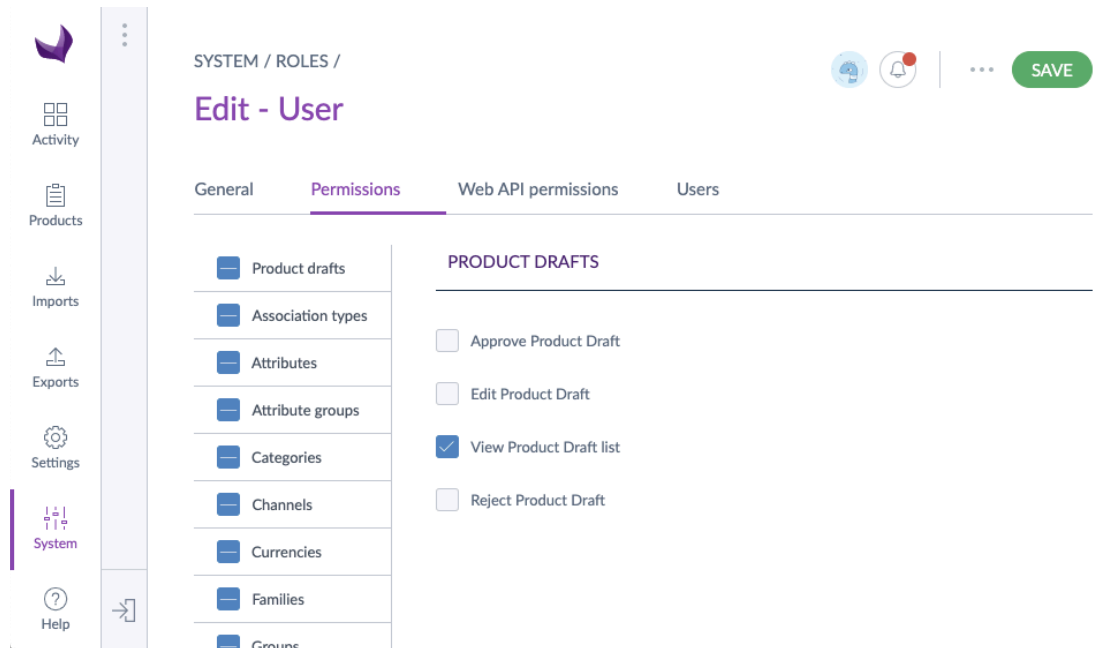 SYSTEM / ROLES /
SAVE
Edit - User
Activity
Products
Imports
Exports
Settings
System
Help
General Permissions Web API permissions Users
Product drafts
Association types
Attributes
Attribute groups
Categories
Channels
Currencies
Families
Groups
PRODUCT DRAFTS
Approve Product Draft
Edit Product Draft
View Product Draft list
Reject Product Draft